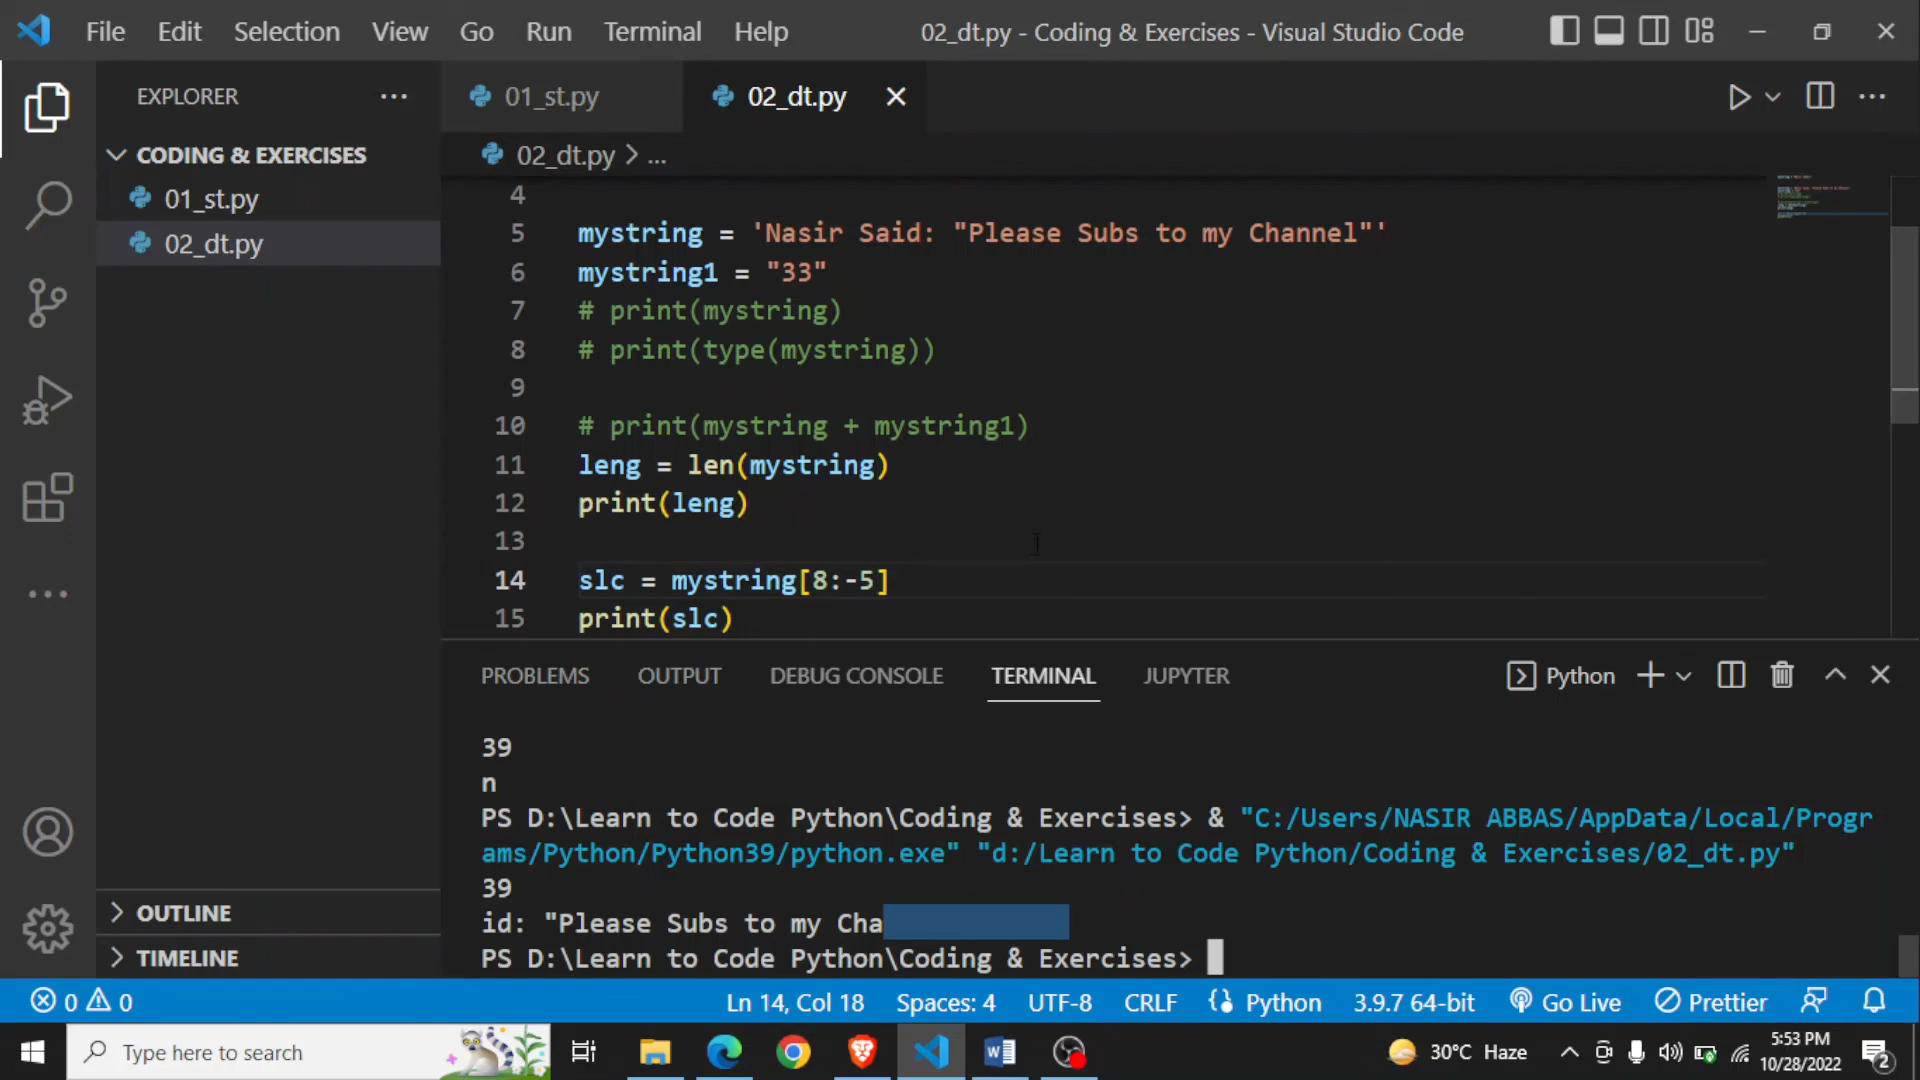 File Edit Selection View Go Run Terminal Help
02_dt.py - Coding & Exercises - Visual Studio Code
EXPLORER
01_st.py
02_dt.py
CODING & EXERCISES
01_st.py
02_dt.py
OUTLINE
TIMELINE
02_dt.py > ...
4
5 mystring = 'Nasir Said: "Please Subs to my Channel"'
6 mystring1 = "33"
7 # print(mystring)
8 # print(type(mystring))
9
10 # print(mystring + mystring1)
11 leng = len(mystring)
12 print(leng)
13
14 slc = mystring[8:-5]
15 print(slc)
PROBLEMS OUTPUT DEBUG CONSOLE TERMINAL JUPYTER
Python
39
n
PS D:\Learn to Code Python\Coding & Exercises> & "C:/Users/NASIR ABBAS/AppData/Local/Progr
ams/Python/Python39/python.exe" "d:/Learn to Code Python/Coding & Exercises/02_dt.py"
39
id: "Please Subs to my Cha
PS D:\Learn to Code Python\Coding & Exercises>
0 0
Ln 14, Col 18 Spaces: 4 UTF-8 CRLF Python 3.9.7 64-bit Go Live Prettier
Type here to search
30°C Haze
5:53 PM
10/28/2022
2